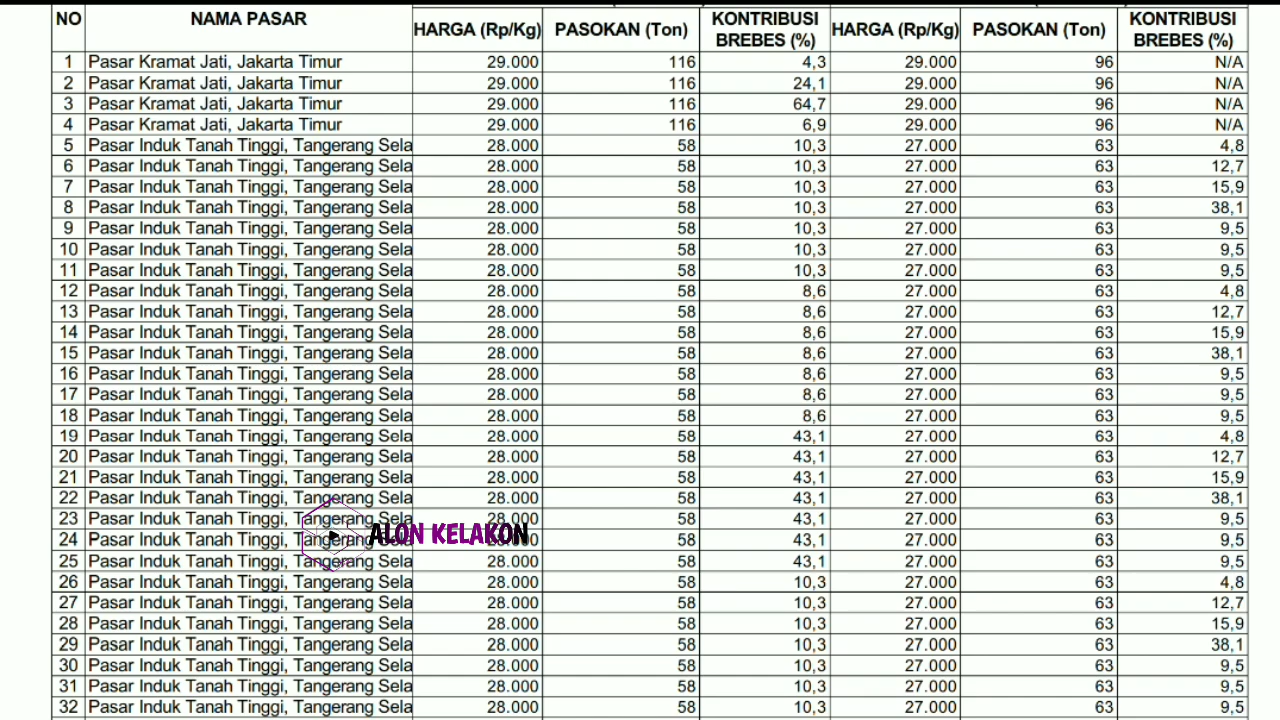 NO NAMA PASAR HARGA (Rp/Kg) PASOKAN (Ton) KONTRIBUSI BREBES (%) HARGA (Rp/Kg) PASOKAN (Ton) KONTRIBUSI BREBES (%)
1 Pasar Kramat Jati, Jakarta Timur 29.000 116 4,3 29.000 96 N/A
2 Pasar Kramat Jati, Jakarta Timur 29.000 116 24,1 29.000 96 N/A
3 Pasar Kramat Jati, Jakarta Timur 29.000 116 64,7 29.000 96 N/A
4 Pasar Kramat Jati, Jakarta Timur 29.000 116 6,9 29.000 96 N/A
5 Pasar Induk Tanah Tinggi, Tangerang Sela 28.000 58 10,3 27.000 63 4,8
6 Pasar Induk Tanah Tinggi, Tangerang Sela 28.000 58 10,3 27.000 63 12,7
7 Pasar Induk Tanah Tinggi, Tangerang Sela 28.000 58 10,3 27.000 63 15,9
8 Pasar Induk Tanah Tinggi, Tangerang Sela 28.000 58 10,3 27.000 63 38,1
9 Pasar Induk Tanah Tinggi, Tangerang Sela 28.000 58 10,3 27.000 63 9,5
10 Pasar Induk Tanah Tinggi, Tangerang Sela 28.000 58 10,3 27.000 63 9,5
11 Pasar Induk Tanah Tinggi, Tangerang Sela 28.000 58 10,3 27.000 63 9,5
12 Pasar Induk Tanah Tinggi, Tangerang Sela 28.000 58 8,6 27.000 63 4,8
13 Pasar Induk Tanah Tinggi, Tangerang Sela 28.000 58 8,6 27.000 63 12,7
14 Pasar Induk Tanah Tinggi, Tangerang Sela 28.000 58 8,6 27.000 63 15,9
15 Pasar Induk Tanah Tinggi, Tangerang Sela 28.000 58 8,6 27.000 63 38,1
16 Pasar Induk Tanah Tinggi, Tangerang Sela 28.000 58 8,6 27.000 63 9,5
17 Pasar Induk Tanah Tinggi, Tangerang Sela 28.000 58 8,6 27.000 63 9,5
18 Pasar Induk Tanah Tinggi, Tangerang Sela 28.000 58 8,6 27.000 63 9,5
19 Pasar Induk Tanah Tinggi, Tangerang Sela 28.000 58 43,1 27.000 63 4,8
20 Pasar Induk Tanah Tinggi, Tangerang Sela 28.000 58 43,1 27.000 63 12,7
21 Pasar Induk Tanah Tinggi, Tangerang Sela 28.000 58 43,1 27.000 63 15,9
22 Pasar Induk Tanah Tinggi, Tangerang Sela 28.000 58 43,1 27.000 63 38,1
23 Pasar Induk Tanah Tinggi, Tangerang Sela 28.000 58 43,1 27.000 63 9,5
ALON KELAKON
24 Pasar Induk Tanah Tinggi, Tangerang 58 43,1 27.000 63 9,5
25 Pasar Induk Tanah Tinggi, Tangerang Sela 28.000 58 43,1 27.000 63 9,5
26 Pasar Induk Tanah Tinggi, Tangerang Sela 28.000 58 10,3 27.000 63 4,8
27 Pasar Induk Tanah Tinggi, Tangerang Sela 28.000 58 10,3 27.000 63 12,7
28 Pasar Induk Tanah Tinggi, Tangerang Sela 28.000 58 10,3 27.000 63 15,9
29 Pasar Induk Tanah Tinggi, Tangerang Sela 28.000 58 10,3 27.000 63 38,1
30 Pasar Induk Tanah Tinggi, Tangerang Sela 28.000 58 10,3 27.000 63 9,5
31 Pasar Induk Tanah Tinggi, Tangerang Sela 28.000 58 10,3 27.000 63 9,5
32 Pasar Induk Tanah Tinggi, Tangerang Sela 28.000 58 10,3 27.000 63 9,5